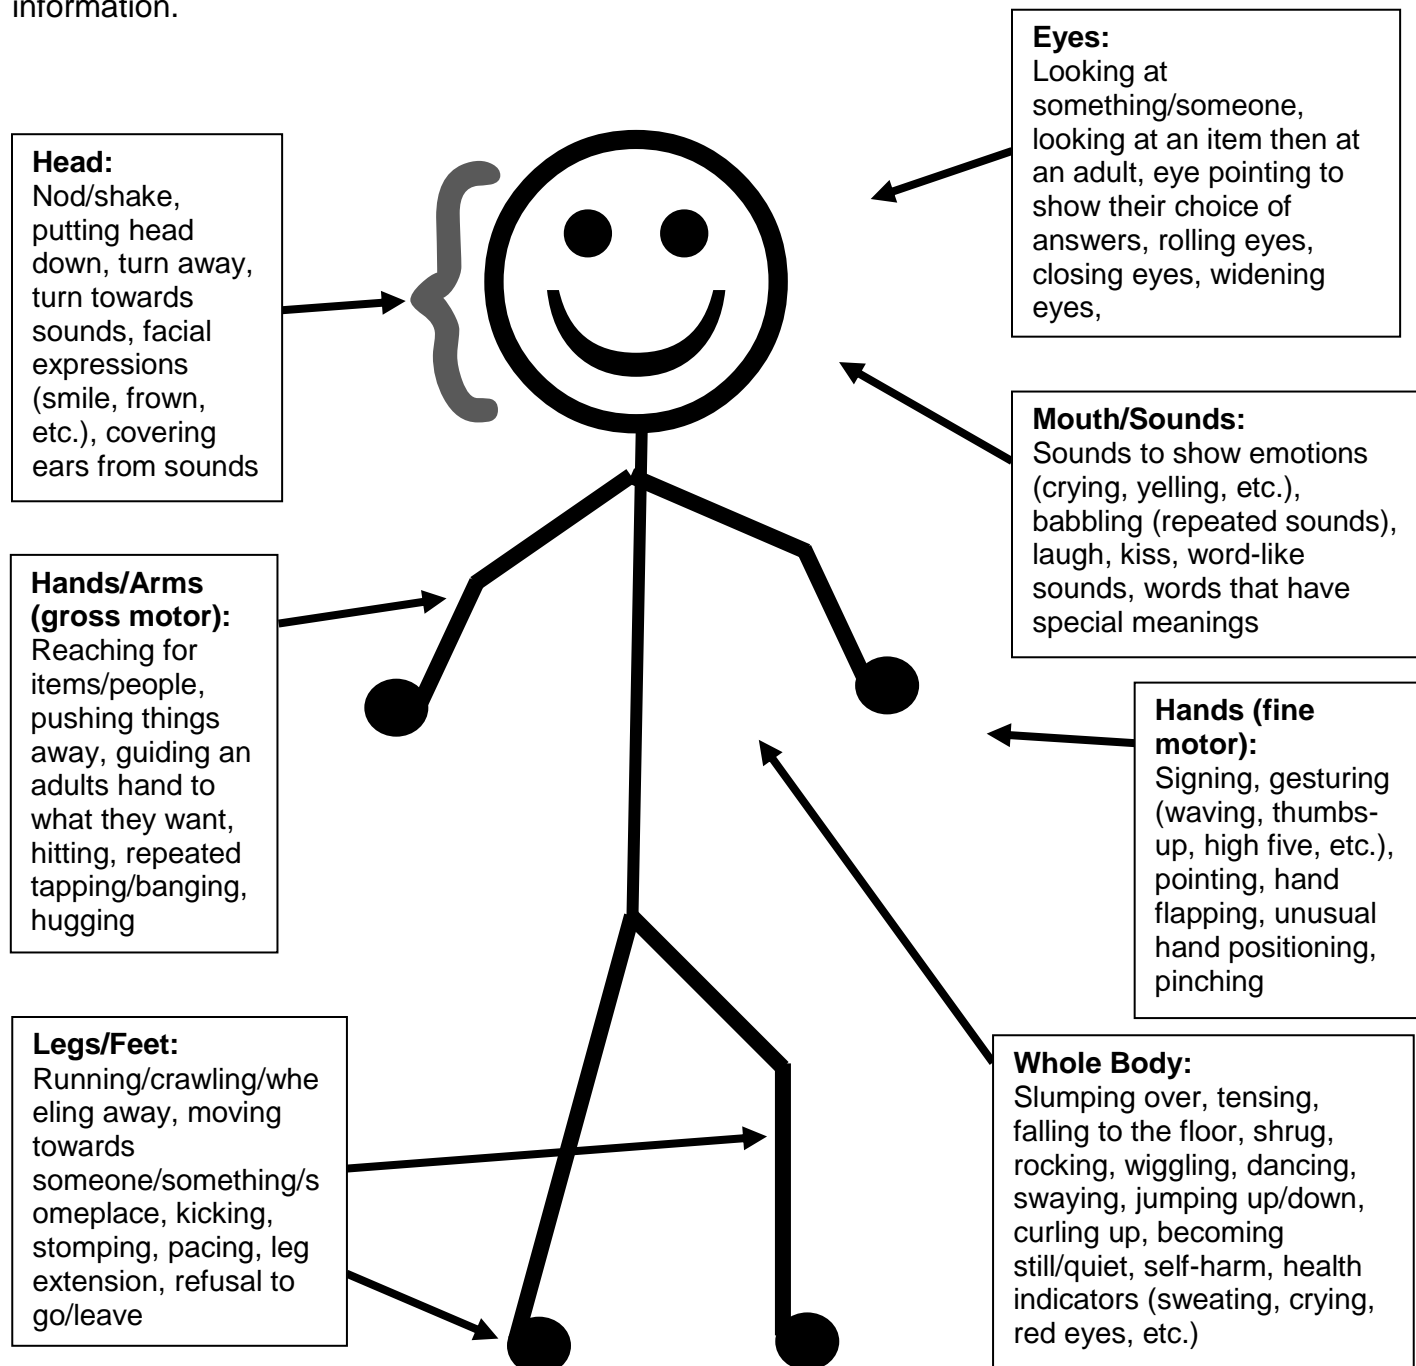 information.
Eyes:
Looking at
something/someone,
looking at an item then at
an adult, eye pointing to
show their choice of
answers, rolling eyes,
closing eyes, widening
eyes,
Head:
Nod/shake,
putting head
down, turn away,
turn towards
sounds, facial
expressions
(smile, frown,
etc.), covering
ears from sounds
Mouth/Sounds:
Sounds to show emotions
(crying, yelling, etc.),
babbling (repeated sounds),
laugh, kiss, word-like
sounds, words that have
special meanings
Hands/Arms
(gross motor):
Reaching for
items/people,
pushing things
away, guiding an
adults hand to
what they want,
hitting, repeated
tapping/banging,
hugging
Hands (fine
motor):
Signing, gesturing
(waving, thumbs-
up, high five, etc.),
pointing, hand
flapping, unusual
hand positioning,
pinching
Legs/Feet:
Running/crawling/whe
eling away, moving
towards
someone/something/s
omeplace, kicking,
stomping, pacing, leg
extension, refusal to
go/leave
Whole Body:
Slumping over, tensing,
falling to the floor, shrug,
rocking, wiggling, dancing,
swaying, jumping up/down,
curling up, becoming
still/quiet, self-harm, health
indicators (sweating, crying,
red eyes, etc.)